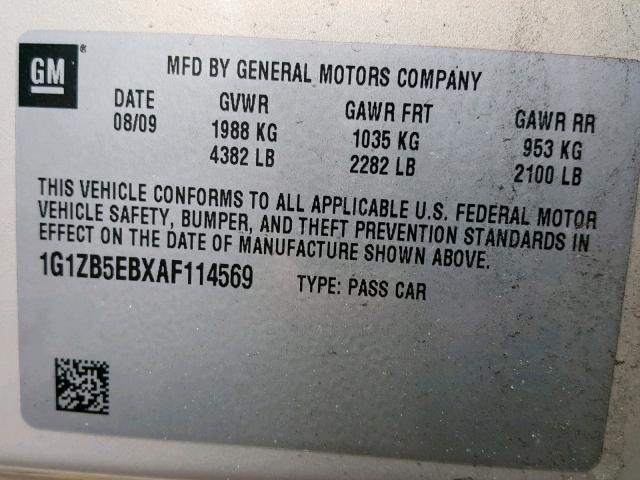 GM ®
MFD BY GENERAL MOTORS COMPANY
DATE GVWR GAWR FRT GAWR RR
08/09 1988 KG 1035 KG 953 KG
4382 LB 2282 LB 2100 LB
THIS VEHICLE CONFORMS TO ALL APPLICABLE U.S. FEDERAL MOTOR
VEHICLE SAFETY, BUMPER, AND THEFT PREVENTION STANDARDS IN
EFFECT ON THE DATE OF MANUFACTURE SHOWN ABOVE.
1G1ZB5EBXAF114569 TYPE: PASS CAR